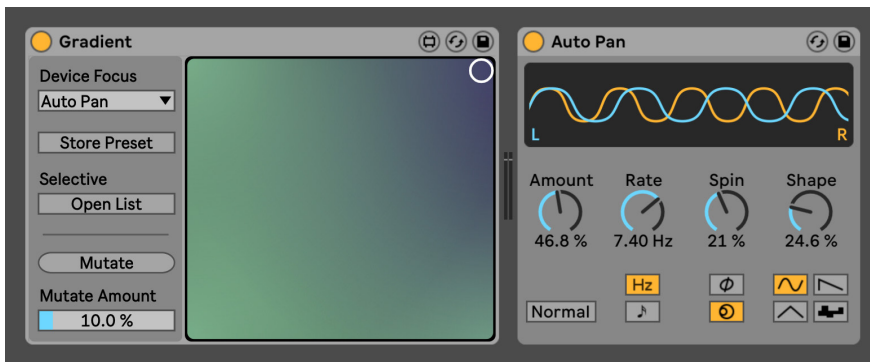 Gradient
Device Focus
Auto Pan
Store Preset
Selective
Open List
Mutate
Mutate Amount
10.0 %
Auto Pan
L
R
Amount
Rate
Spin
Shape
46.8 %
7.40 Hz
21 %
24.6 %
Hz
Normal